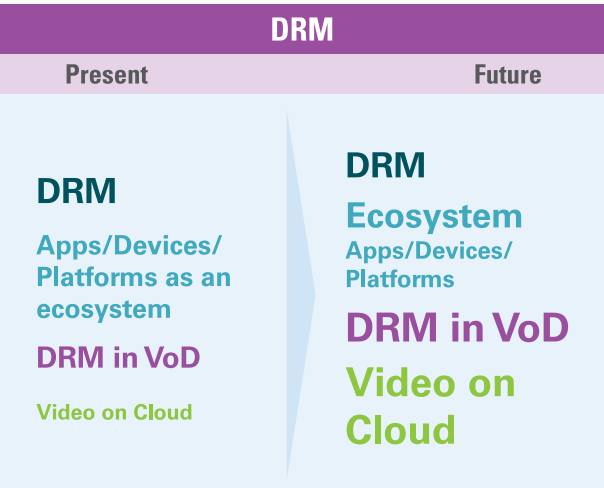 DRM
Present
Future
DRM
Apps/Devices/
Platforms as an
ecosystem
DRM in VoD
Video on Cloud
DRM
Ecosystem
Apps/Devices/
Platforms
DRM in VoD
Video on
Cloud